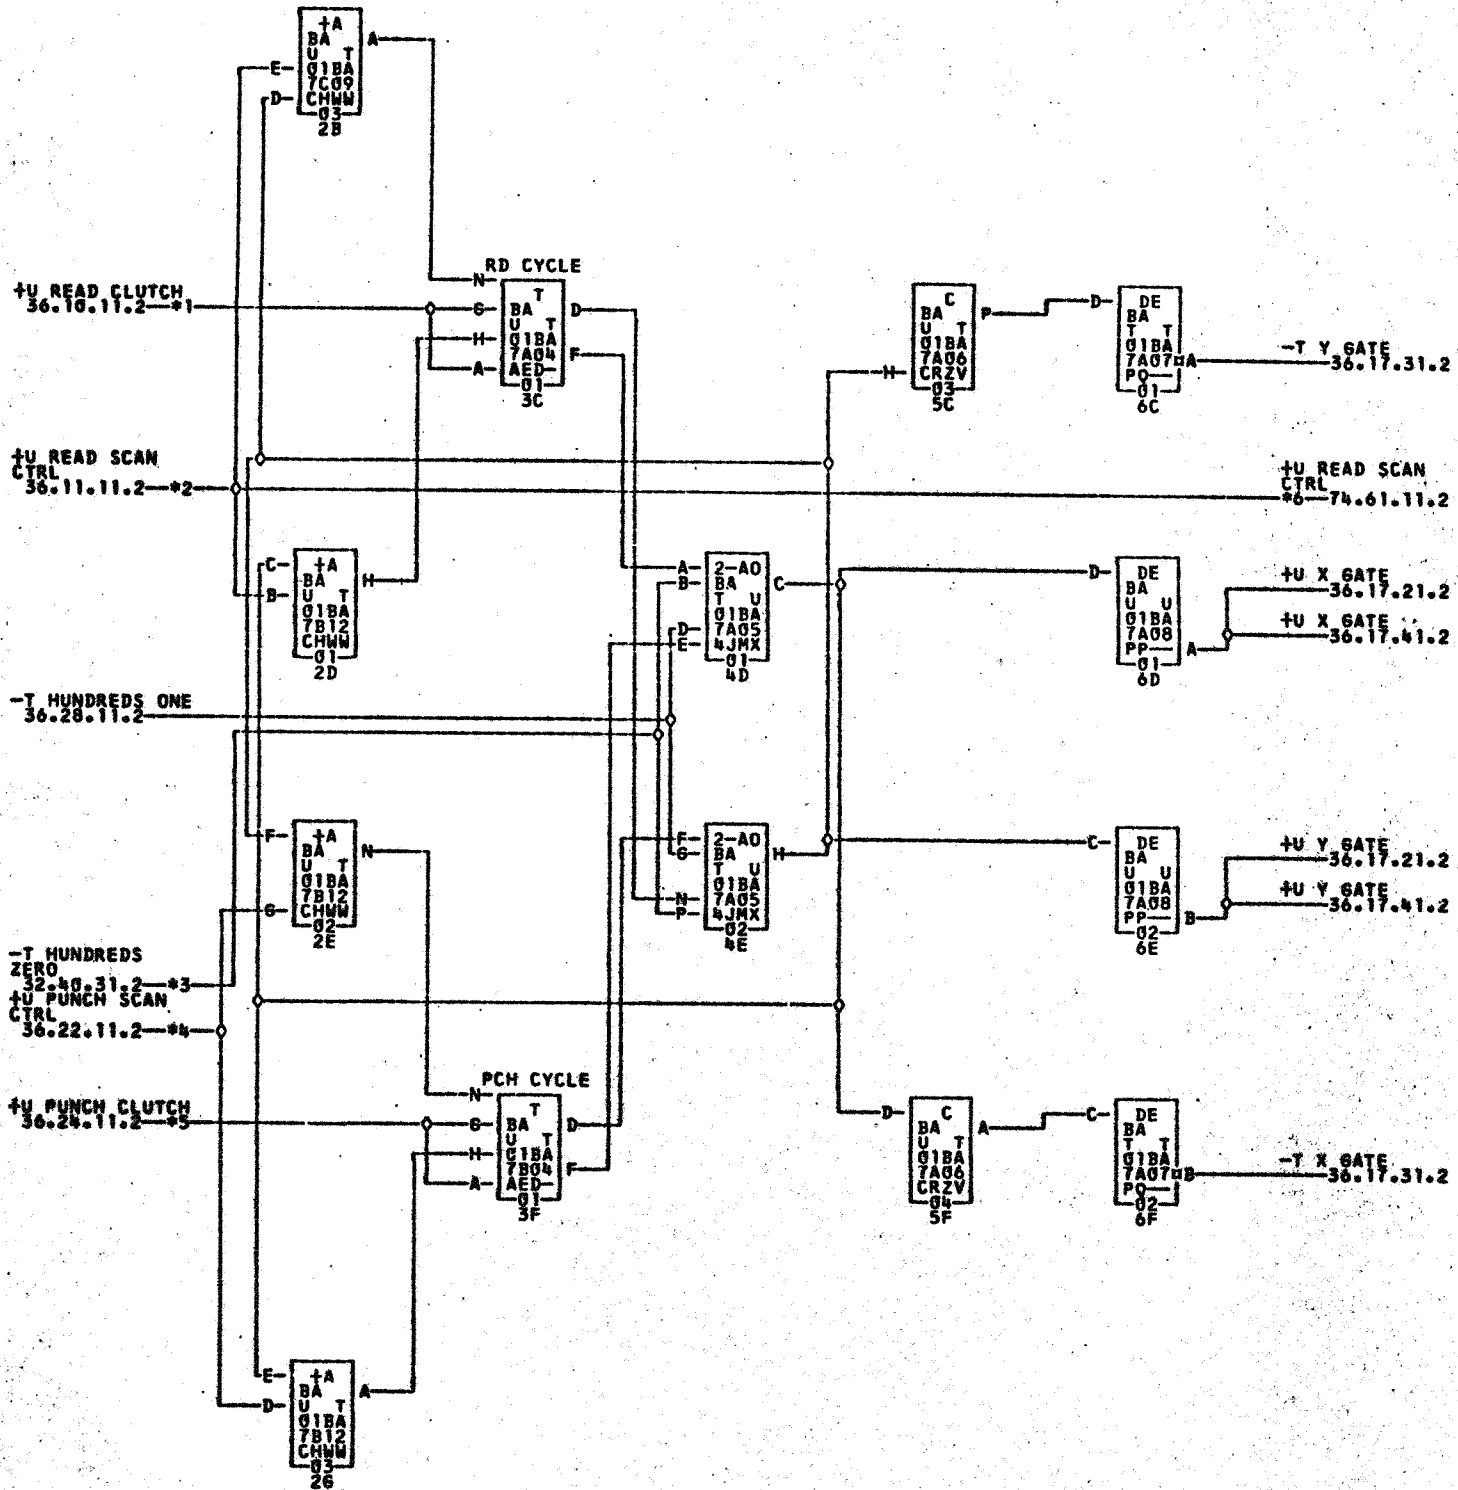 +A
BA A
U T
E 01BA
7C09
D CHWW
03
2B
RD CYCLE
N T
+U READ CLUTCH
36.10.11.2—*1
G BA D
U T
H 01BA
7A04 F
A AED—
01
3C
C
BA P
U T
01BA
7A06
H CRZV
03
5C
D DE
BA
T T
01BA
7A07 A
PQ—
01
6C
-T Y GATE
36.17.31.2
+U READ SCAN
CTRL
36.11.11.2—*2
+U READ SCAN
CTRL
*6—74.61.11.2
C +A
BA H
B U T
01BA
7B12
CHWW
01
2D
A 2-AO
B BA C
T U
01BA
D 7A05
E 4JMX
01
4D
D DE
BA
U U
01BA
7A08
PP— A
01
6D
+U X GATE
36.17.21.2
+U X GATE
36.17.41.2
-T HUNDREDS ONE
36.28.11.2
F +A
BA N
U T
01BA
7B12
G CHWW
02
2E
F 2-AO
G BA H
T U
01BA
N 7A05
P 4JMX
02
4E
C DE
BA
U U
01BA
7A08
PP— B
02
6E
+U Y GATE
36.17.21.2
+U Y GATE
36.17.41.2
-T HUNDREDS
ZERO
32.40.31.2—*3
+U PUNCH SCAN
CTRL
36.22.11.2—*4
PCH CYCLE
N T
+U PUNCH CLUTCH
36.24.11.2—*5
G BA D
U T
H 01BA
7B04 F
A AED—
01
3F
D C
BA A
U T
01BA
7A06
CRZV
04
5F
C DE
BA
T T
01BA
7A07 B
PQ—
02
6F
-T X GATE
36.17.31.2
E +A
BA A
D U T
01BA
7B12
CHWW
03
2G